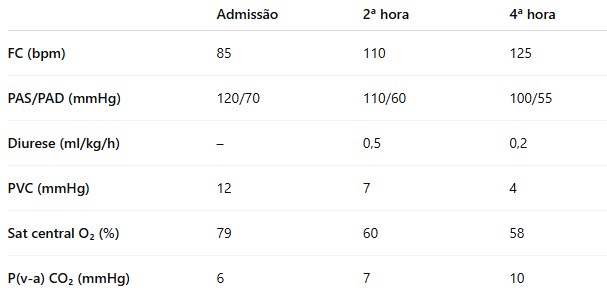 Admissão 2ª hora 4ª hora
FC (bpm) 85 110 125
PAS/PAD (mmHg) 120/70 110/60 100/55
Diurese (ml/kg/h) – 0,5 0,2
PVC (mmHg) 12 7 4
Sat central O₂ (%) 79 60 58
P(v-a) CO₂ (mmHg) 6 7 10